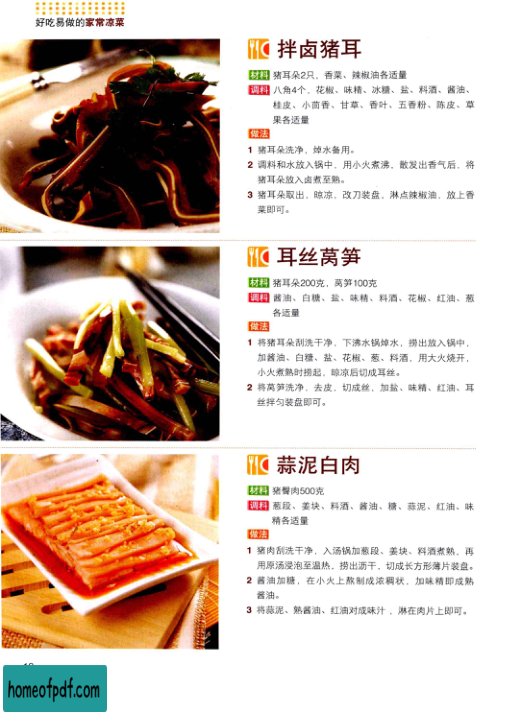 好吃易做的家常凉菜
拌卤猪耳
材料 猪耳朵2只，香菜、辣椒油各适量
调料 八角4个，花椒、味精、冰糖、盐、料酒、酱油、
桂皮、小茴香、甘草、香叶、五香粉、陈皮、草
果各适量
做法
1 猪耳朵洗净，焯水备用。
2 调料和水放入锅中，用小火煮沸，散发出香气后，将
猪耳朵放入卤煮至熟。
3 猪耳朵取出，晾凉，改刀装盘，淋点辣椒油，放上香
菜即可。
耳丝莴笋
材料 猪耳朵200克，莴笋100克
调料 酱油、白糖、盐、味精、料酒、花椒、红油、葱
各适量
做法
1 将猪耳朵刮洗干净，下沸水锅焯水，捞出放入锅中，
加酱油、白糖、盐、花椒、葱、料酒，用大火烧开，
小火煮熟时捞起，晾凉后切成耳丝。
2 将莴笋洗净，去皮，切成丝，加盐、味精、红油、耳
丝拌匀装盘即可。
蒜泥白肉
材料 猪臀肉500克
调料 葱段、姜块、料酒、酱油、糖、蒜泥、红油、味
精各适量
做法
1 猪肉刮洗干净，入汤锅加葱段、姜块、料酒煮熟，再
用原汤浸泡至温热，捞出沥干，切成长方形薄片装盘。
2 酱油加糖，在小火上熬制成浓稠状，加味精即成熟
酱油。
3 将蒜泥、熟酱油、红油对成味汁，淋在肉片上即可。
homeofpdf.com